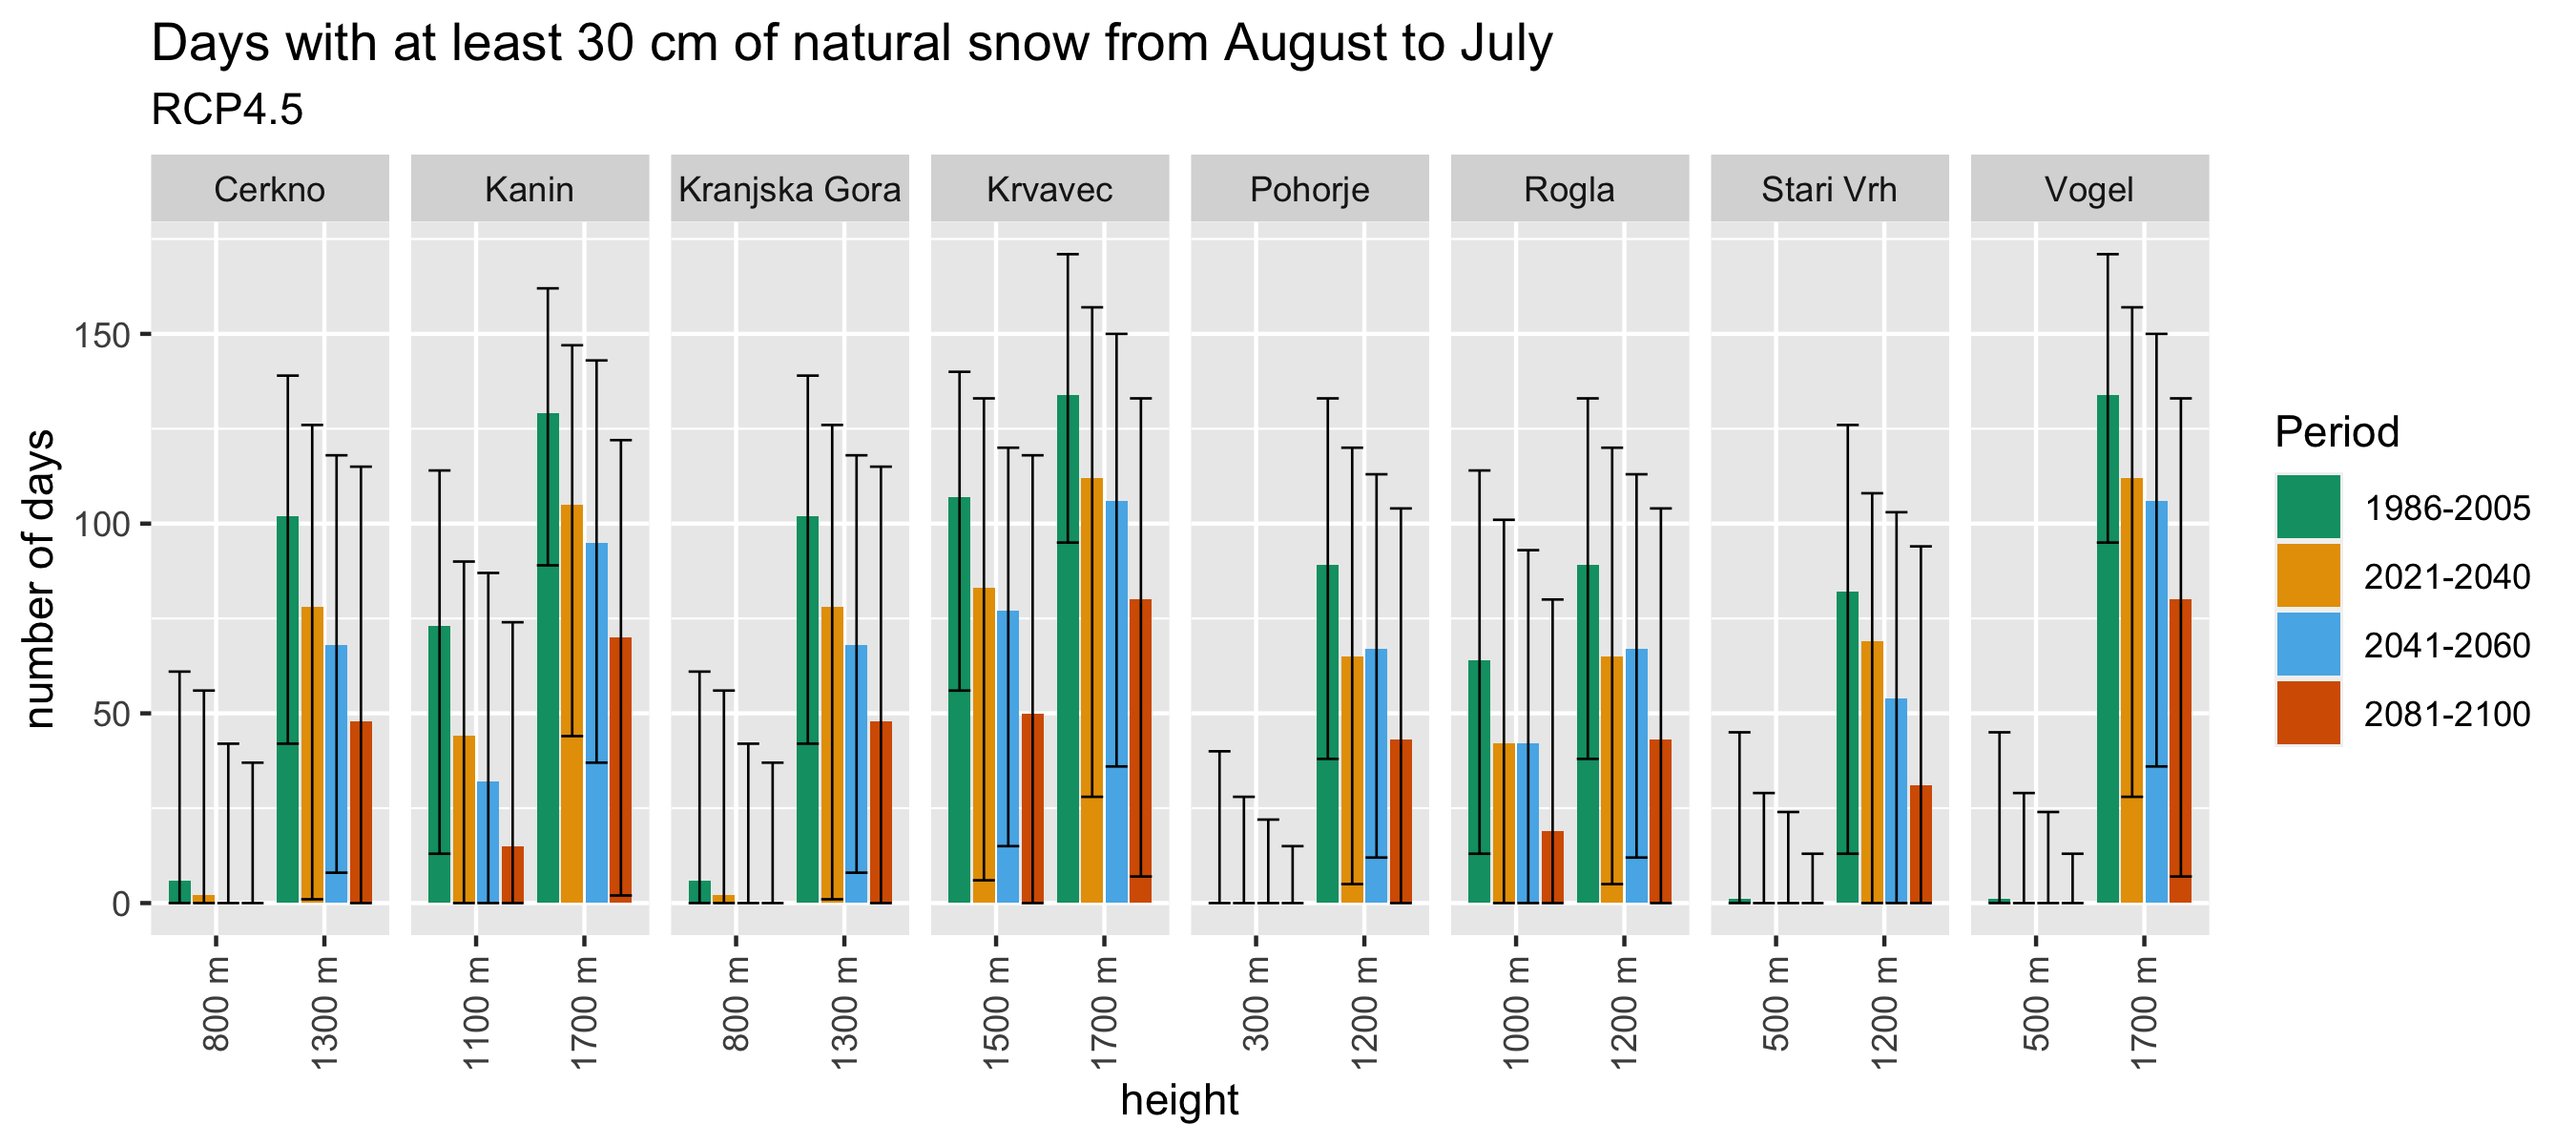 Days with at least 30 cm of natural snow from August to July
RCP4.5
Cerkno
Kanin
Kranjska Gora
Krvavec
Pohorje
Rogla
Stari Vrh
Vogel
number of days
150
100
50
0
800 m
1300 m
1100 m
1700 m
800 m
1300 m
1500 m
1700 m
300 m
1200 m
1000 m
1200 m
500 m
1200 m
500 m
1700 m
height
Period
1986-2005
2021-2040
2041-2060
2081-2100